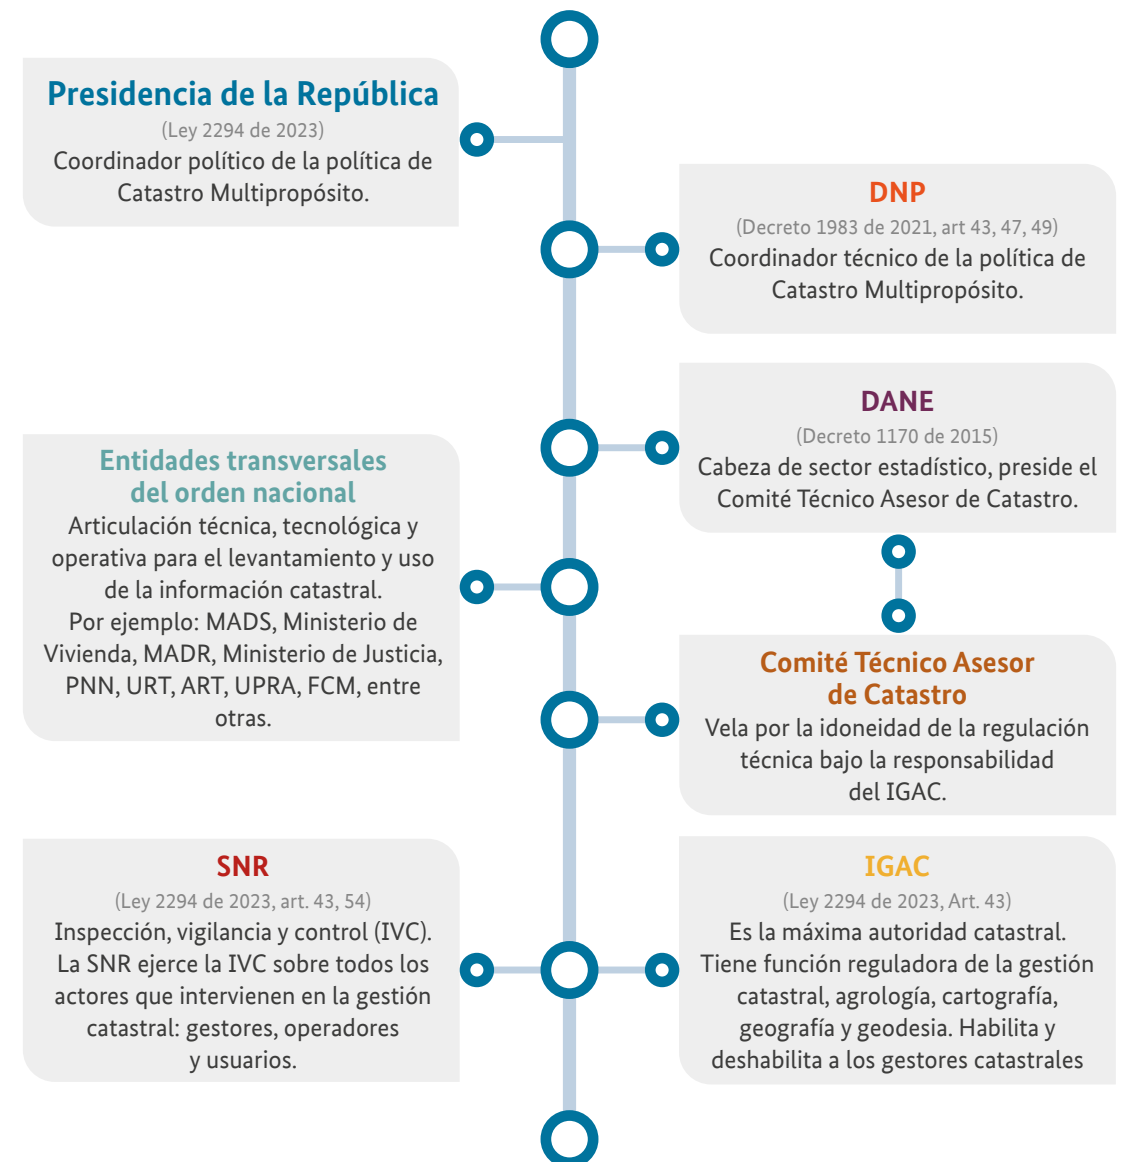 Presidencia de la República
(Ley 2294 de 2023)
Coordinador político de la política de
Catastro Multipropósito.
DNP
(Decreto 1983 de 2021, art 43, 47, 49)
Coordinador técnico de la política de
Catastro Multipropósito.
DANE
(Decreto 1170 de 2015)
Cabeza de sector estadístico, preside el
Comité Técnico Asesor de Catastro.
Entidades transversales
del orden nacional
Articulación técnica, tecnológica y
operativa para el levantamiento y uso
de la información catastral.
Por ejemplo: MADS, Ministerio de
Vivienda, MADR, Ministerio de Justicia,
PNN, URT, ART, UPRA, FCM, entre
otras.
Comité Técnico Asesor
de Catastro
Vela por la idoneidad de la regulación
técnica bajo la responsabilidad
del IGAC.
SNR
(Ley 2294 de 2023, art. 43, 54)
Inspección, vigilancia y control (IVC).
La SNR ejerce la IVC sobre todos los
actores que intervienen en la gestión
catastral: gestores, operadores
y usuarios.
IGAC
(Ley 2294 de 2023, Art. 43)
Es la máxima autoridad catastral.
Tiene función reguladora de la gestión
catastral, agrología, cartografía,
geografía y geodesia. Habilita y
deshabilita a los gestores catastrales